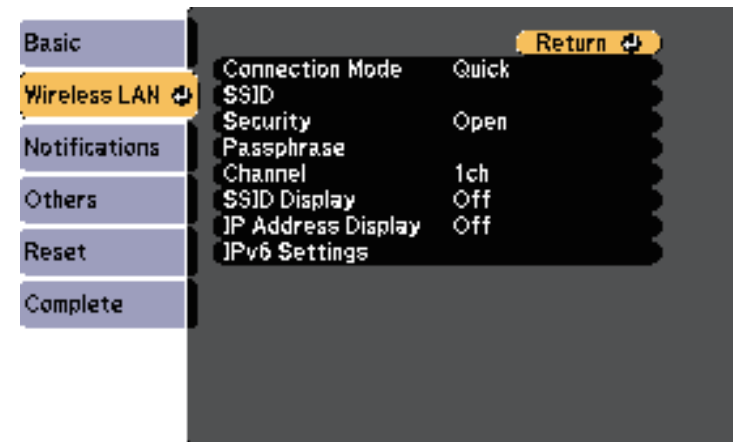 Basic
Wireless LAN
Notifications
Others
Reset
Complete
Return
Connection Mode Quick
SSID
Security Open
Passphrase
Channel 1ch
SSID Display Off
IP Address Display Off
IPv6 Settings